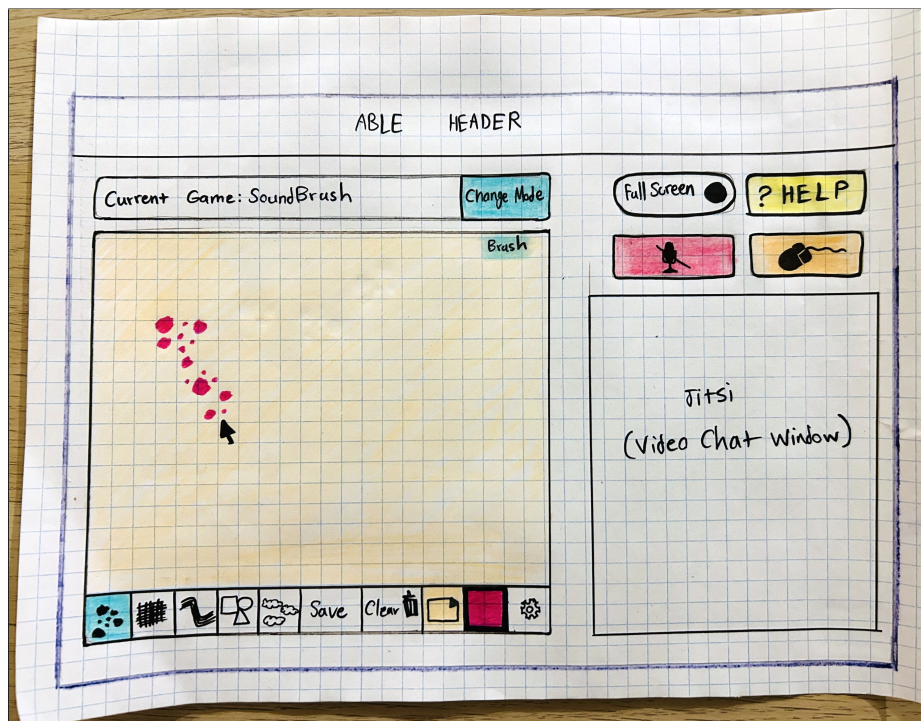 ABLE HEADER
Current Game: SoundBrush
Change Mode
Full Screen
? HELP
Brush
Jitsi
(Video Chat Window)
Save
Clear